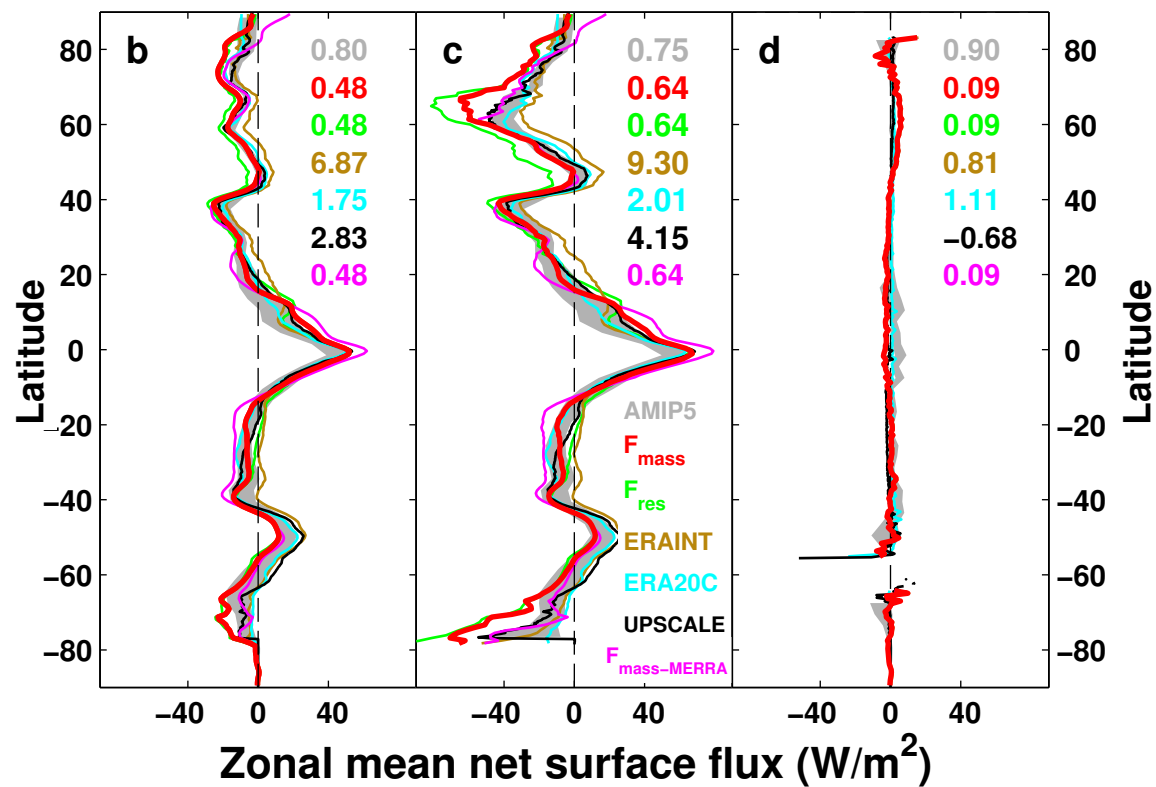 b
0.80
0.48
0.48
6.87
1.75
2.83
0.48
c
0.75
0.64
0.64
9.30
2.01
4.15
0.64
d
0.90
0.09
0.09
0.81
1.11
−0.68
0.09
AMIP5
Fmass
Fres
ERAINT
ERA20C
UPSCALE
Fmass−MERRA
80
60
40
20
0
−20
−40
−60
−80
Latitude
80
60
40
20
0
−20
−40
−60
−80
Latitude
−40 0 40
−40 0 40
−40 0 40
Zonal mean net surface flux (W/m2)